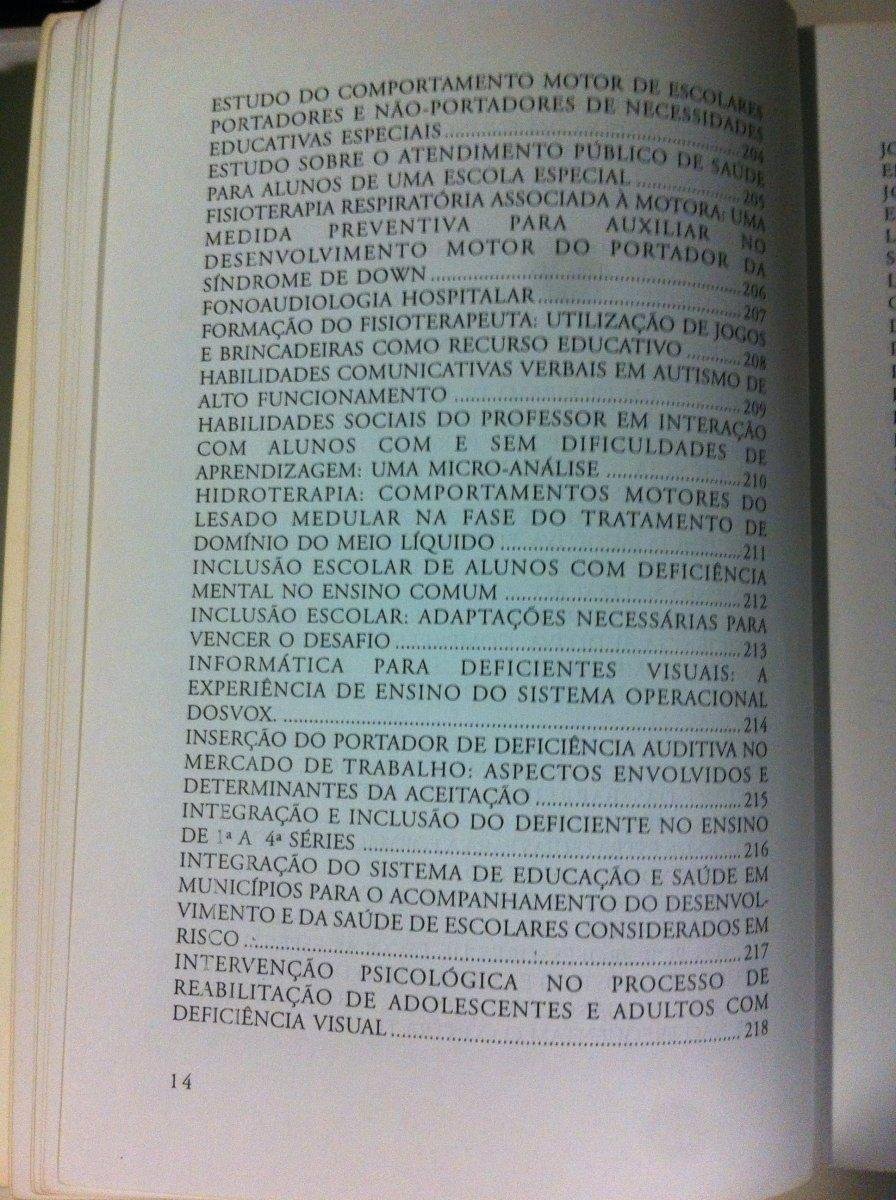 ESTUDO DO COMPORTAMENTO MOTOR DE ESCOLARES
PORTADORES E NÃO-PORTADORES DE NECESSIDADES
EDUCATIVAS ESPECIAIS ........ 204
ESTUDO SOBRE O ATENDIMENTO PÚBLICO DE SAÚDE
PARA ALUNOS DE UMA ESCOLA ESPECIAL ........ 205
FISIOTERAPIA RESPIRATÓRIA ASSOCIADA À MOTORA: UMA
MEDIDA PREVENTIVA PARA AUXILIAR NO
DESENVOLVIMENTO MOTOR DO PORTADOR DA
SÍNDROME DE DOWN ........ 206
FONOAUDIOLOGIA HOSPITALAR ........ 207
FORMAÇÃO DO FISIOTERAPEUTA: UTILIZAÇÃO DE JOGOS
E BRINCADEIRAS COMO RECURSO EDUCATIVO ........ 208
HABILIDADES COMUNICATIVAS VERBAIS EM AUTISMO DE
ALTO FUNCIONAMENTO ........ 209
HABILIDADES SOCIAIS DO PROFESSOR EM INTERAÇÃO
COM ALUNOS COM E SEM DIFICULDADES DE
APRENDIZAGEM: UMA MICRO-ANÁLISE ........ 210
HIDROTERAPIA: COMPORTAMENTOS MOTORES DO
LESADO MEDULAR NA FASE DO TRATAMENTO DE
DOMÍNIO DO MEIO LÍQUIDO ........ 211
INCLUSÃO ESCOLAR DE ALUNOS COM DEFICIÊNCIA
MENTAL NO ENSINO COMUM ........ 212
INCLUSÃO ESCOLAR: ADAPTAÇÕES NECESSÁRIAS PARA
VENCER O DESAFIO ........ 213
INFORMÁTICA PARA DEFICIENTES VISUAIS: A
EXPERIÊNCIA DE ENSINO DO SISTEMA OPERACIONAL
DOSVOX. ........ 214
INSERÇÃO DO PORTADOR DE DEFICIÊNCIA AUDITIVA NO
MERCADO DE TRABALHO: ASPECTOS ENVOLVIDOS E
DETERMINANTES DA ACEITAÇÃO ........ 215
INTEGRAÇÃO E INCLUSÃO DO DEFICIENTE NO ENSINO
DE 1ª A 4ª SÉRIES ........ 216
INTEGRAÇÃO DO SISTEMA DE EDUCAÇÃO E SAÚDE EM
MUNICÍPIOS PARA O ACOMPANHAMENTO DO DESENVOL-
VIMENTO E DA SAÚDE DE ESCOLARES CONSIDERADOS EM
RISCO ........ 217
INTERVENÇÃO PSICOLÓGICA NO PROCESSO DE
REABILITAÇÃO DE ADOLESCENTES E ADULTOS COM
DEFICIÊNCIA VISUAL ........ 218
14